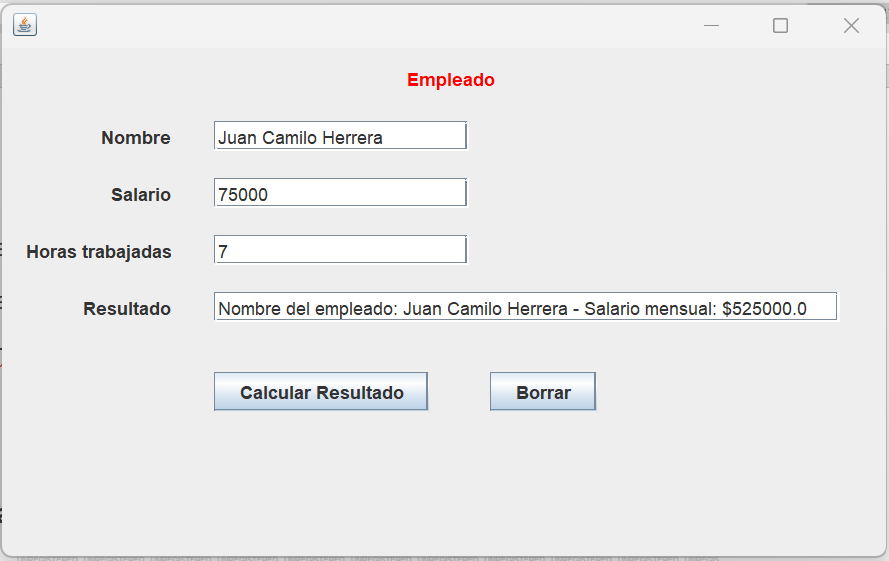 Empleado
Nombre Juan Camilo Herrera
Salario 75000
Horas trabajadas 7
Resultado Nombre del empleado: Juan Camilo Herrera - Salario mensual: $525000.0
Calcular Resultado Borrar